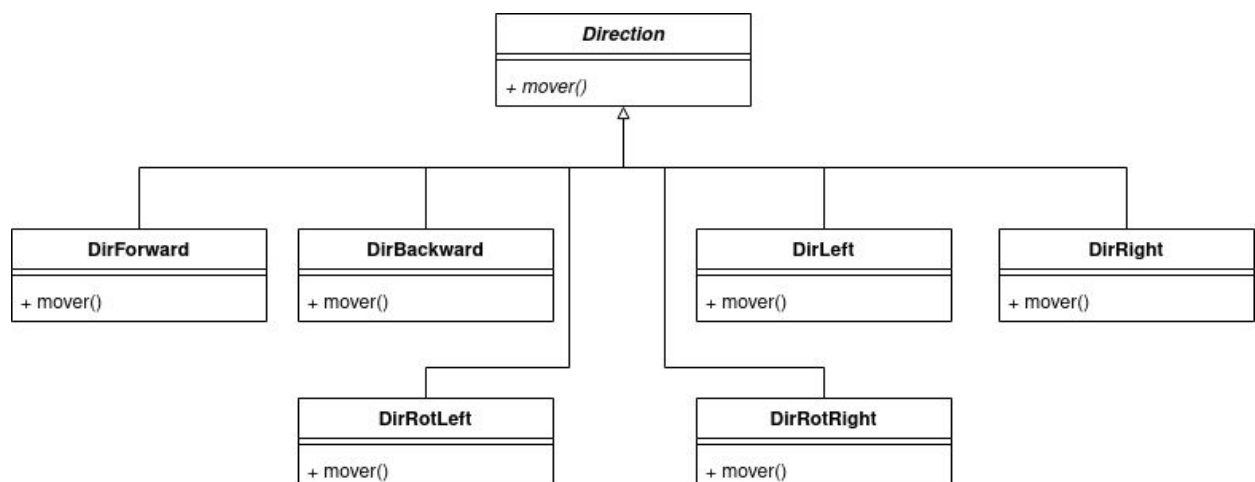 Direction
+ mover()
DirForward
+ mover()
DirBackward
+ mover()
DirLeft
+ mover()
DirRight
+ mover()
DirRotLeft
+ mover()
DirRotRight
+ mover()